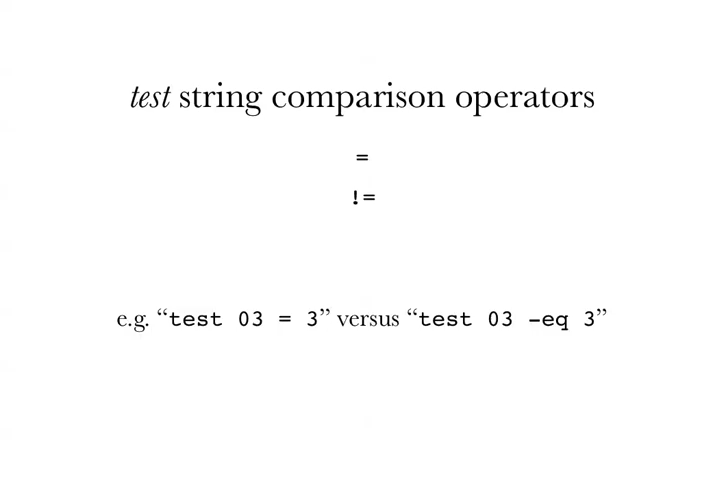 test string comparison operators
=
!=
e.g. “test 03 = 3” versus “test 03 -eq 3”